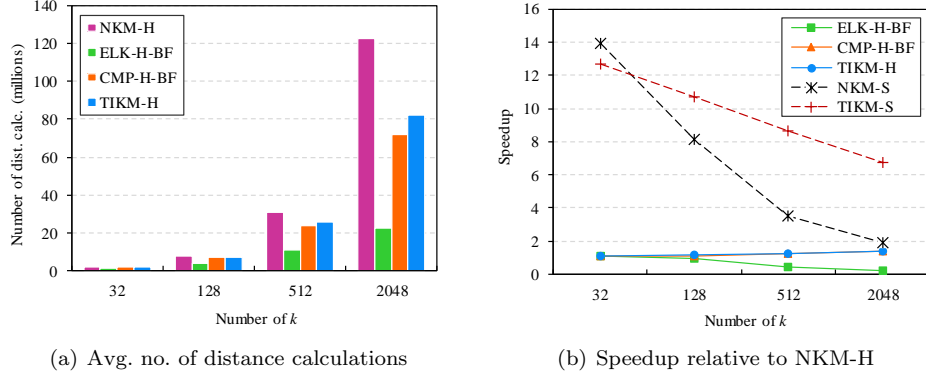 140
120
100
80
60
40
20
0
Number of dist. calc. (millions)
NKM-H
ELK-H-BF
CMP-H-BF
TIKM-H
32 128 512 2048
Number of k
(a) Avg. no. of distance calculations
16
14
12
10
8
6
4
2
0
Speedup
ELK-H-BF
CMP-H-BF
TIKM-H
NKM-S
TIKM-S
32 128 512 2048
Number of k
(b) Speedup relative to NKM-H